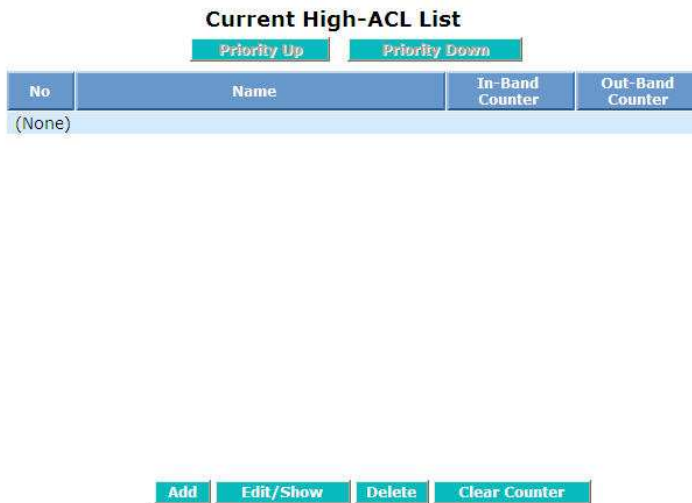 Current High-ACL List
Priority Up Priority Down
No Name In-Band Counter Out-Band Counter
(None)
Add Edit/Show Delete Clear Counter